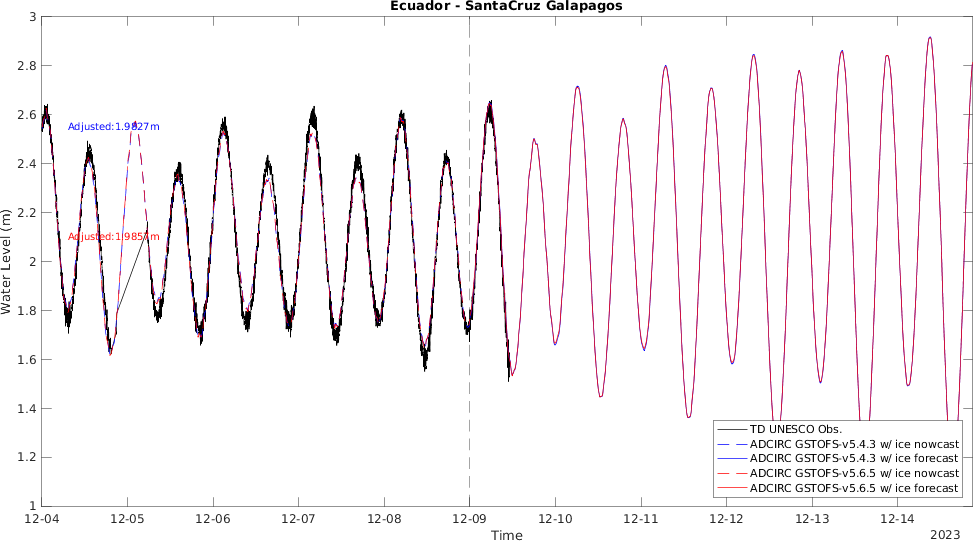 Ecuador - SantaCruz Galapagos
3
2.8
2.6
2.4
2.2
2
1.8
1.6
1.4
1.2
1
Water Level (m)
Adjusted:1.9827m
Adjusted:1.9857m
TD UNESCO Obs.
ADCIRC GSTOFS-v5.4.3 w/ ice nowcast
ADCIRC GSTOFS-v5.4.3 w/ ice forecast
ADCIRC GSTOFS-v5.6.5 w/ ice nowcast
ADCIRC GSTOFS-v5.6.5 w/ ice forecast
12-04 12-05 12-06 12-07 12-08 12-09 12-10 12-11 12-12 12-13 12-14
Time
2023